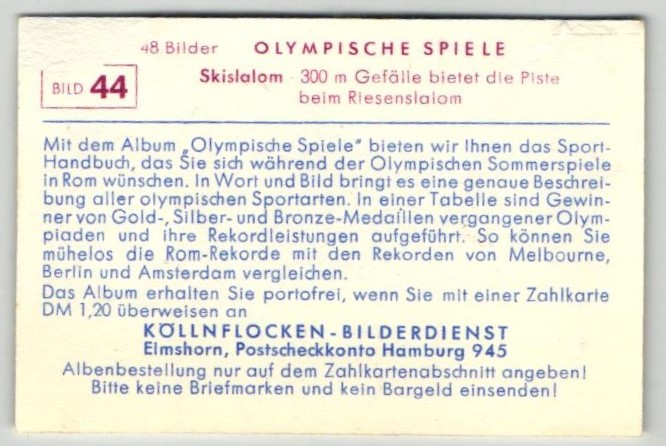 48 Bilder OLYMPISCHE SPIELE
BILD 44
Skislalom - 300 m Gefälle bietet die Piste
beim Riesenslalom
Mit dem Album „Olympische Spiele" bieten wir Ihnen das Sport-
Handbuch, das Sie sich während der Olympischen Sommerspiele
in Rom wünschen. In Wort und Bild bringt es eine genaue Beschrei-
bung aller olympischen Sportarten. In einer Tabelle sind Gewin-
ner von Gold-, Silber- und Bronze-Medaillen vergangener Olym-
piaden und ihre Rekordleistungen aufgeführt. So können Sie
mühelos die Rom-Rekorde mit den Rekorden von Melbourne,
Berlin und Amsterdam vergleichen.
Das Album erhalten Sie portofrei, wenn Sie mit einer Zahlkarte
DM 1,20 überweisen an
KÖLLNFLOCKEN-BILDERDIENST
Elmshorn, Postscheckkonto Hamburg 945
Albenbestellung nur auf dem Zahlkartenabschnitt angeben!
Bitte keine Briefmarken und kein Bargeld einsenden!